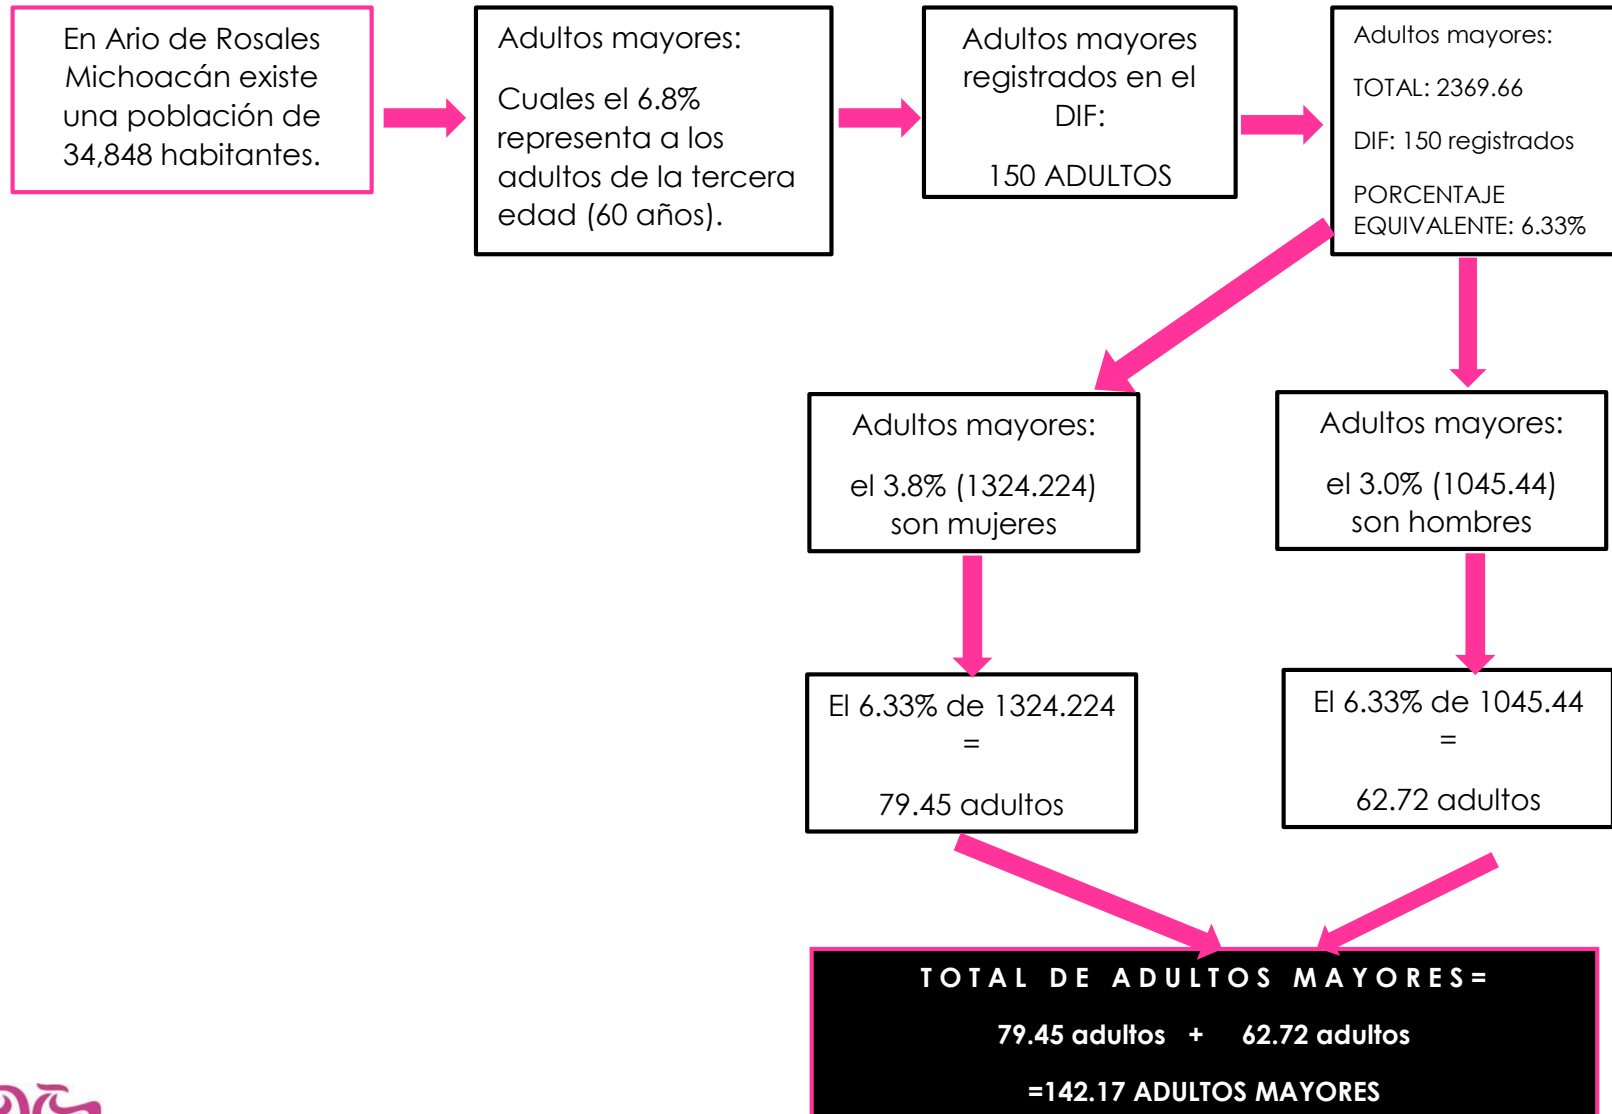 En Ario de Rosales
Michoacán existe
una población de
34,848 habitantes.
Adultos mayores:
Cuales el 6.8%
representa a los
adultos de la tercera
edad (60 años).
Adultos mayores
registrados en el
DIF:
150 ADULTOS
Adultos mayores:
TOTAL: 2369.66
DIF: 150 registrados
PORCENTAJE
EQUIVALENTE: 6.33%
Adultos mayores:
el 3.8% (1324.224)
son mujeres
Adultos mayores:
el 3.0% (1045.44)
son hombres
El 6.33% de 1324.224
=
79.45 adultos
El 6.33% de 1045.44
=
62.72 adultos
TOTAL DE ADULTOS MAYORES=
79.45 adultos + 62.72 adultos
=142.17 ADULTOS MAYORES